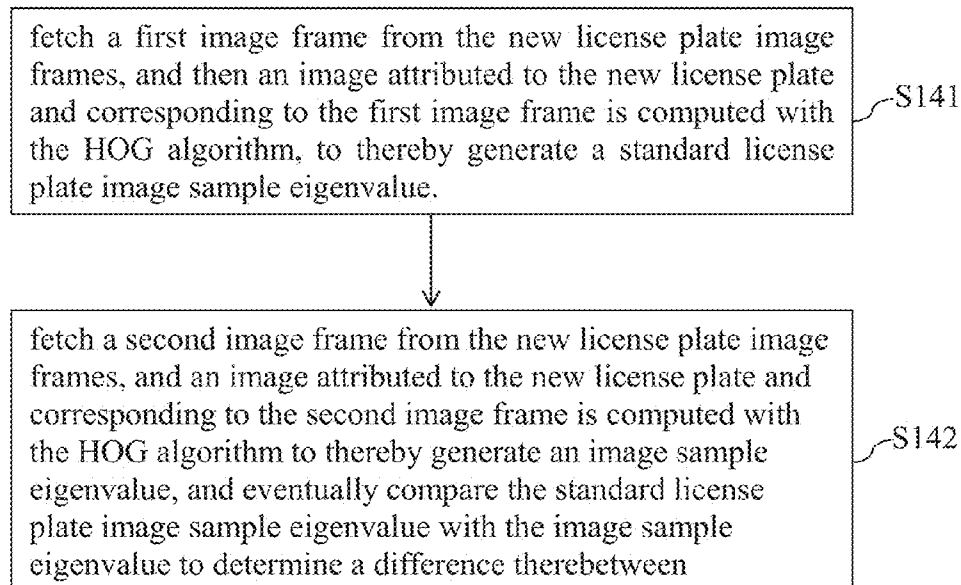 fetch a first image frame from the new license plate image
frames, and then an image attributed to the new license plate
and corresponding to the first image frame is computed with
the HOG algorithm, to thereby generate a standard license
plate image sample eigenvalue.
S141
fetch a second image frame from the new license plate image
frames, and an image attributed to the new license plate and
corresponding to the second image frame is computed with
the HOG algorithm to thereby generate an image sample
eigenvalue, and eventually compare the standard license
plate image sample eigenvalue with the image sample
eigenvalue to determine a difference therebetween
S142